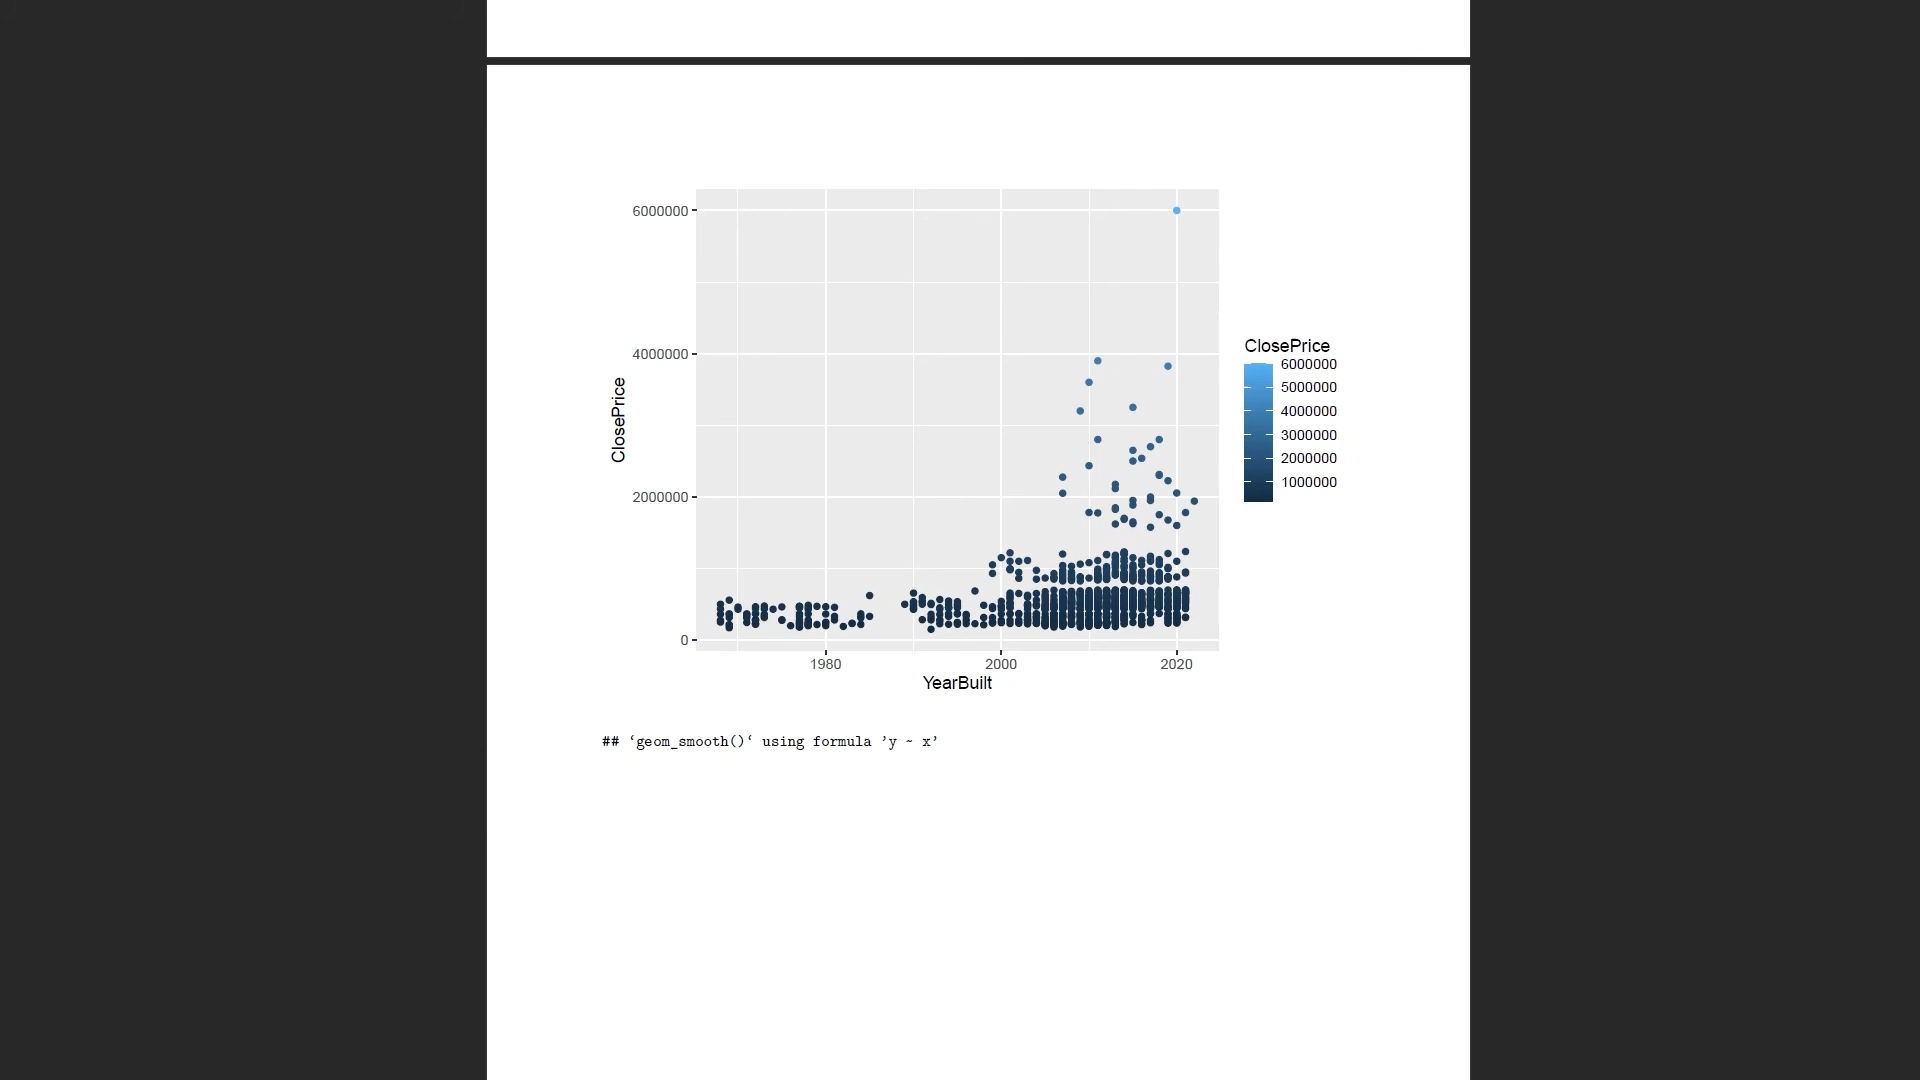 6000000
4000000
2000000
0
ClosePrice
1980 2000 2020
YearBuilt
ClosePrice
6000000
5000000
4000000
3000000
2000000
1000000
## ‘geom_smooth()‘ using formula ’y ~ x’